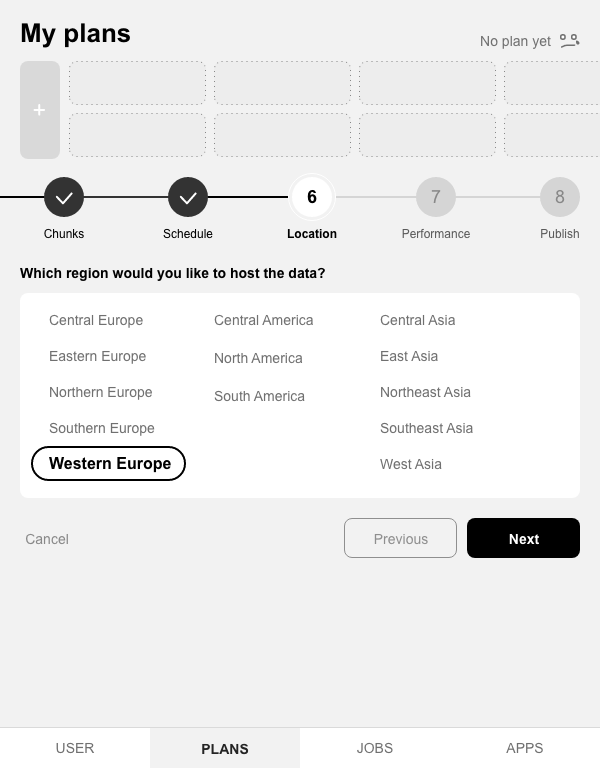 My plans
No plan yet
+
6
7
8
Chunks
Schedule
Location
Performance
Publish
Which region would you like to host the data?
Central Europe
Eastern Europe
Northern Europe
Southern Europe
Western Europe
Central America
North America
South America
Central Asia
East Asia
Northeast Asia
Southeast Asia
West Asia
Cancel
Previous
Next
USER
PLANS
JOBS
APPS